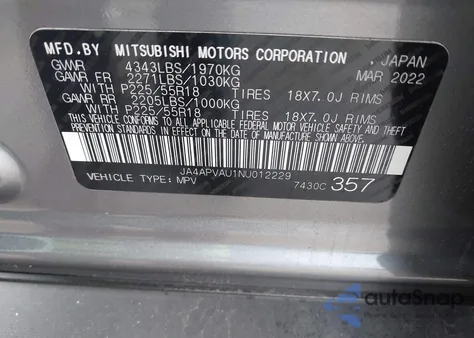 MFD.BY MITSUBISHI MOTORS CORPORATION , JAPAN
GVWR 4343LBS/1970KG MAR 2022
GAWR FR 2271LBS/1030KG
WITH P225/55R18 TIRES 18X7.0J RIMS
GAWR RR 2205LBS/1000KG
WITH P225/55R18 TIRES 18X7.0J RIMS
THIS VEHICLE CONFORMS TO ALL APPLICABLE FEDERAL MOTOR VEHICLE SAFETY AND THEFT
PREVENTION STANDARDS IN EFFECT ON THE DATE OF MANUFACTURE SHOWN ABOVE.
JA4APVAU1NU012229
VEHICLE TYPE: MPV 7430C 357
autoSnap